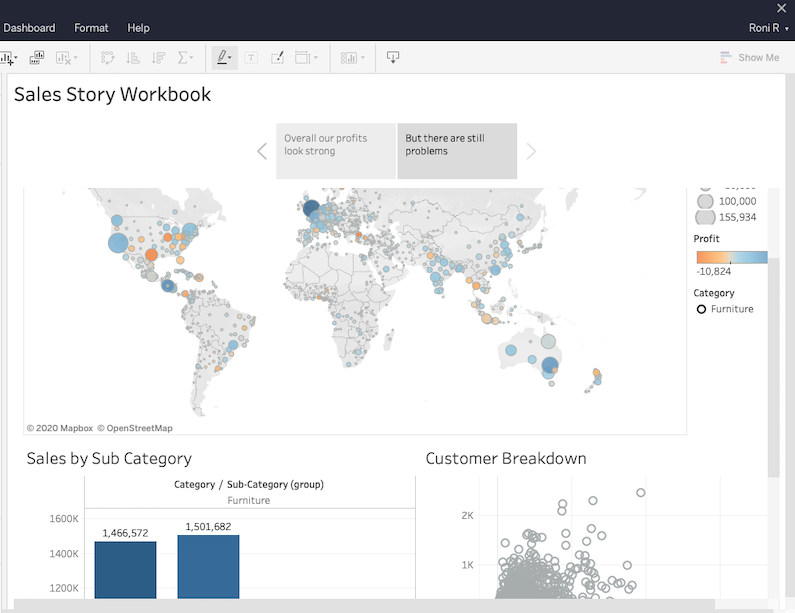 Dashboard Format Help
Roni R
Show Me
Sales Story Workbook
Overall our profits
look strong
But there are still
problems
100,000
155,934
Profit
-10,824
Category
Furniture
© 2020 Mapbox © OpenStreetMap
Sales by Sub Category
Customer Breakdown
Category / Sub-Category (group)
Furniture
1600K
1,466,572
1,501,682
1400K
1200K
2K
1K